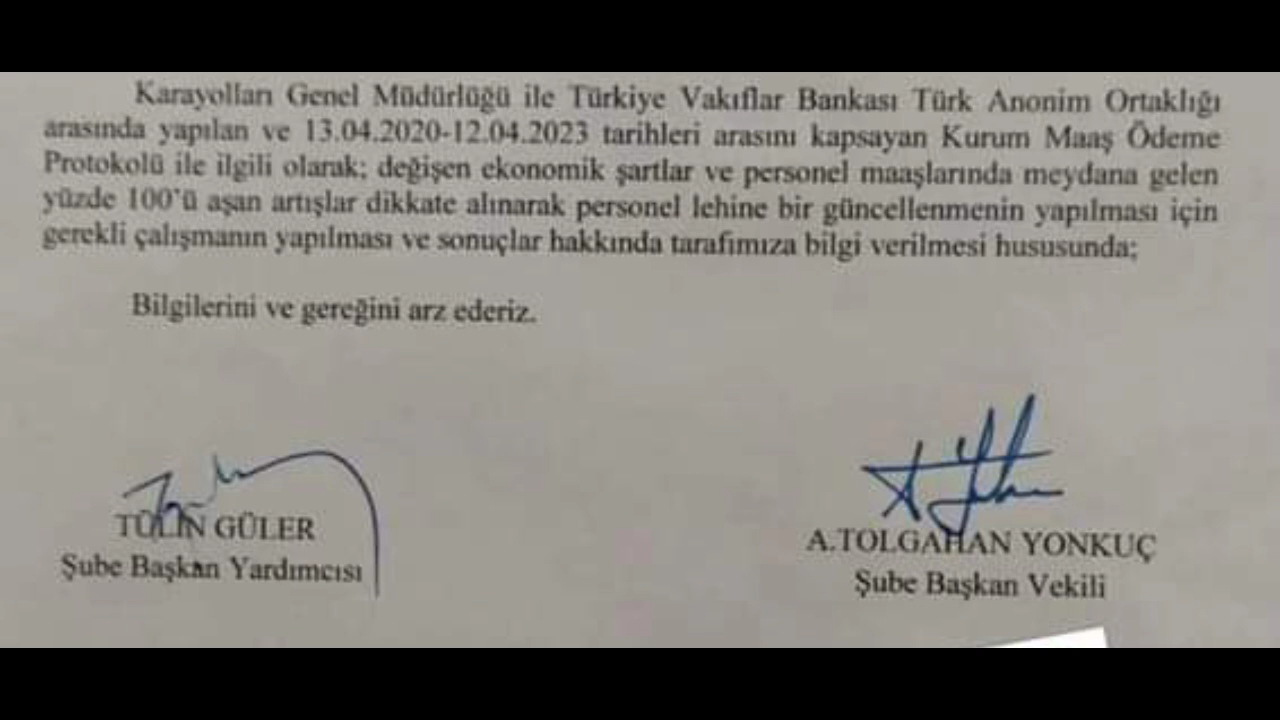 Karayolları Genel Müdürlüğü ile Türkiye Vakıflar Bankası Türk Anonim Ortaklığı
arasında yapılan ve 13.04.2020-12.04.2023 tarihleri arasını kapsayan Kurum Maaş Ödeme
Protokolü ile ilgili olarak; değişen ekonomik şartlar ve personel maaşlarında meydana gelen
yüzde 100'ü aşan artışlar dikkate alınarak personel lehine bir güncellenmenin yapılması için
gerekli çalışmanın yapılması ve sonuçlar hakkında tarafımıza bilgi verilmesi hususunda;
Bilgilerini ve gereğini arz ederiz.
TÜLİN GÜLER
Şube Başkan Yardımcısı
A.TOLGAHAN YONKUÇ
Şube Başkan Vekili